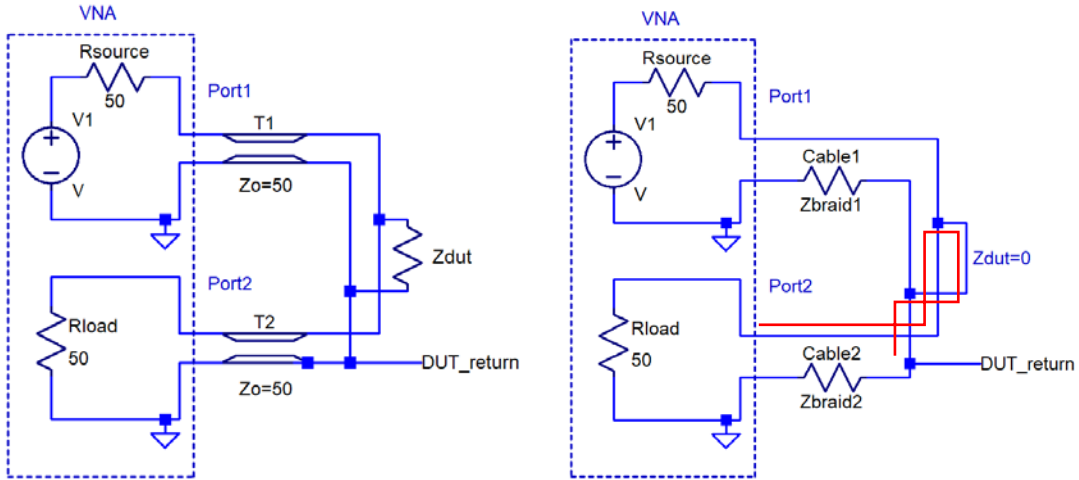 VNA
Rsource
50
Port1
V1
+
−
V
T1
Zo=50
Zdut
Port2
Rload
50
T2
Zo=50
DUT_return
VNA
Rsource
50
Port1
V1
+
−
V
Cable1
Zbraid1
Zdut=0
Port2
Rload
50
Cable2
Zbraid2
DUT_return